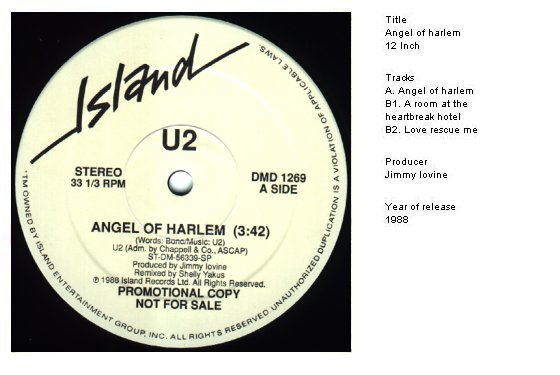 Island
U2
STEREO
33 1/3 RPM
DMD 1269
A SIDE
ANGEL OF HARLEM (3:42)
(Words: Bono/Music: U2)
U2 (Adm. by Chappell & Co., ASCAP)
ST-DM-56339-SP
Produced by Jimmy Iovine
Remixed by Shelly Yakus
℗ 1988 Island Records Ltd. All Rights Reserved.
PROMOTIONAL COPY
NOT FOR SALE
TM OWNED BY ISLAND ENTERTAINMENT GROUP, INC. ALL RIGHTS RESERVED UNAUTHORIZED DUPLICATION IS A VIOLATION OF APPLICABLE LAWS.
Title
Angel of harlem
12 Inch
Tracks
A. Angel of harlem
B1. A room at the
heartbreak hotel
B2. Love rescue me
Producer
Jimmy Iovine
Year of release
1988